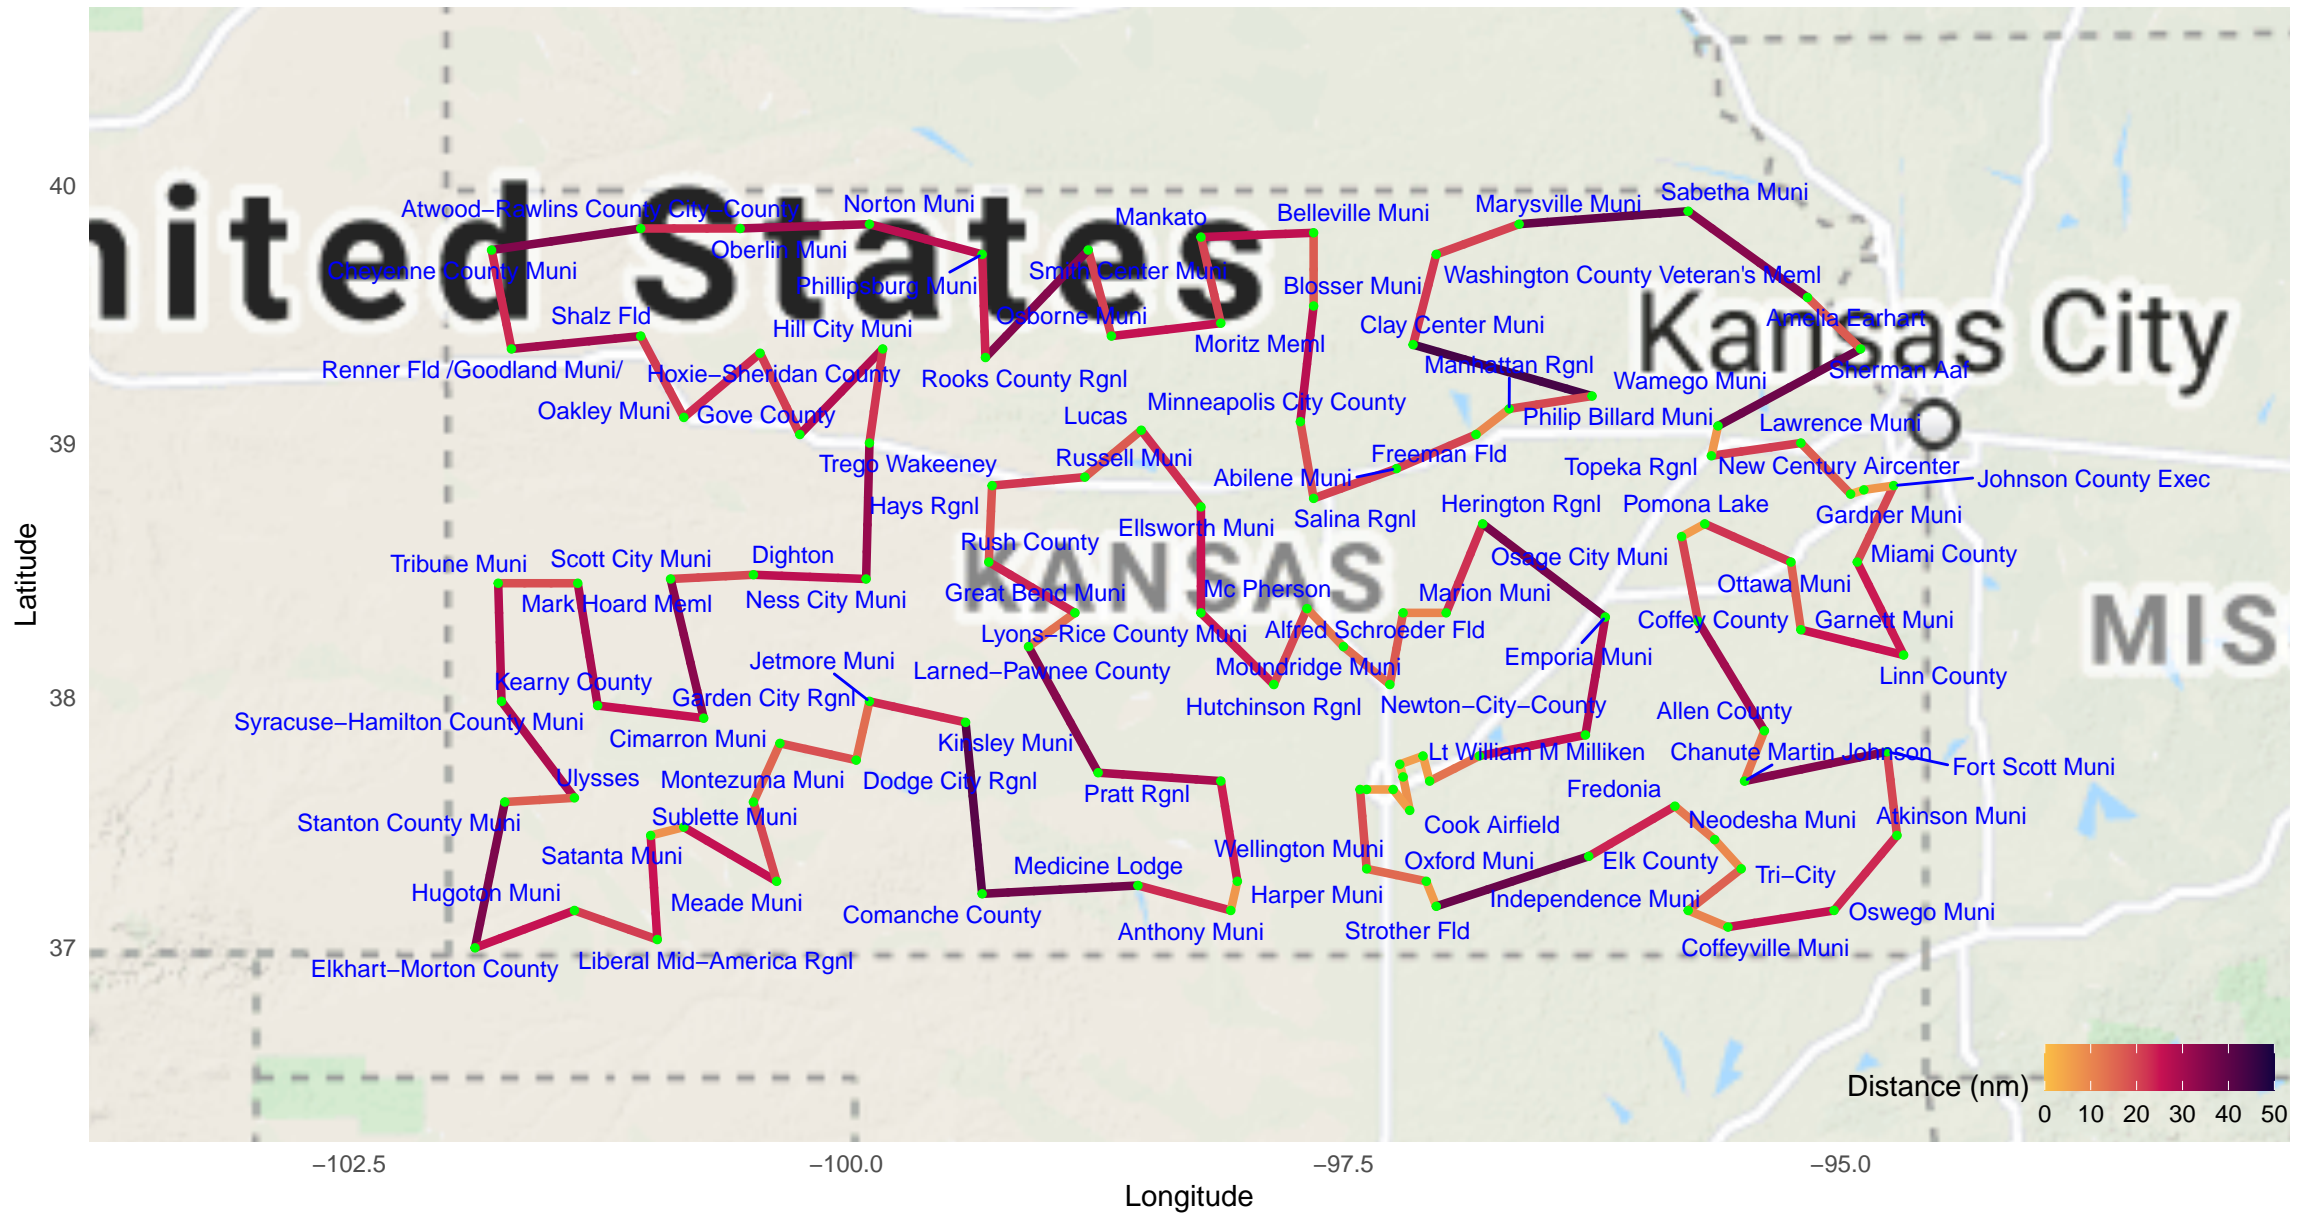 40
39
38
37
Latitude
nited States
Kansas City
KANSAS
MIS
Atwood−Rawlins County City−County
Norton Muni
Mankato
Belleville Muni
Marysville Muni
Sabetha Muni
Oberlin Muni
Cheyenne County Muni
Smith Center Muni
Washington County Veteran's Meml
Phillipsburg Muni
Blosser Muni
Shalz Fld
Hill City Muni
Osborne Muni
Clay Center Muni
Amelia Earhart
Moritz Meml
Renner Fld /Goodland Muni/
Hoxie−Sheridan County
Rooks County Rgnl
Manhattan Rgnl
Wamego Muni
Sherman Aaf
Oakley Muni
Gove County
Lucas
Minneapolis City County
Philip Billard Muni
Lawrence Muni
Trego Wakeeney
Russell Muni
Freeman Fld
Topeka Rgnl
New Century Aircenter
Abilene Muni
Johnson County Exec
Hays Rgnl
Ellsworth Muni
Salina Rgnl
Herington Rgnl
Pomona Lake
Gardner Muni
Tribune Muni
Scott City Muni
Dighton
Rush County
Osage City Muni
Miami County
Mark Hoard Meml
Ness City Muni
Great Bend Muni
Mc Pherson
Marion Muni
Ottawa Muni
Lyons−Rice County Muni
Alfred Schroeder Fld
Coffey County
Garnett Muni
Jetmore Muni
Larned−Pawnee County
Moundridge Muni
Emporia Muni
Linn County
Kearny County
Garden City Rgnl
Hutchinson Rgnl
Newton−City−County
Allen County
Syracuse−Hamilton County Muni
Cimarron Muni
Kinsley Muni
Lt William M Milliken
Chanute Martin Johnson
Fort Scott Muni
Ulysses
Montezuma Muni
Dodge City Rgnl
Pratt Rgnl
Fredonia
Stanton County Muni
Sublette Muni
Cook Airfield
Neodesha Muni
Atkinson Muni
Satanta Muni
Medicine Lodge
Wellington Muni
Oxford Muni
Elk County
Tri−City
Hugoton Muni
Meade Muni
Comanche County
Harper Muni
Independence Muni
Oswego Muni
Anthony Muni
Strother Fld
Coffeyville Muni
Elkhart−Morton County
Liberal Mid−America Rgnl
Distance (nm)
0 10 20 30 40 50
−102.5
−100.0
−97.5
−95.0
Longitude